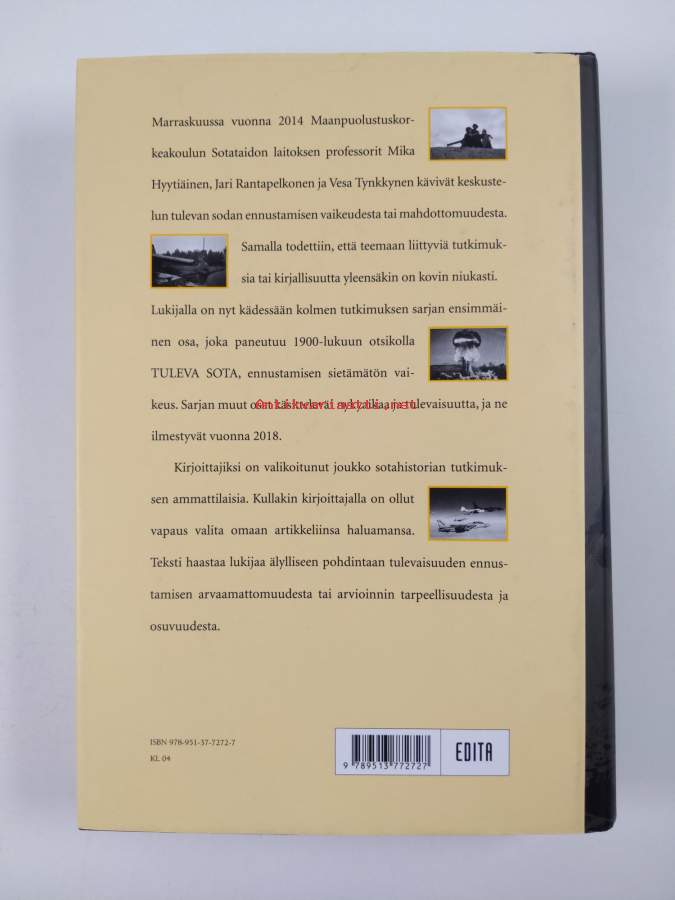 Marraskuussa vuonna 2014 Maanpuolustuskor-
keakoulun Sotataidon laitoksen professorit Mika
Hyytiäinen, Jari Rantapelkonen ja Vesa Tynkkynen kävivät keskuste-
lun tulevan sodan ennustamisen vaikeudesta tai mahdottomuudesta.
Samalla todettiin, että teemaan liittyviä tutkimuk-
sia tai kirjallisuutta yleensäkin on kovin niukasti.
Lukijalla on nyt kädessään kolmen tutkimuksen sarjan ensimmäi-
nen osa, joka paneutuu 1900-lukuun otsikolla
TULEVA SOTA, ennustamisen sietämätön vai-
keus. Sarjan muut osat käsittelevät nykyaikaa ja tulevaisuutta, ja ne
ilmestyvät vuonna 2018.
Kirjoittajiksi on valikoitunut joukko sotahistorian tutkimuk-
sen ammattilaisia. Kullakin kirjoittajalla on ollut
vapaus valita omaan artikkeliinsa haluamansa.
Teksti haastaa lukijaa älylliseen pohdintaan tulevaisuuden ennus-
tamisen arvaamattomuudesta tai arvioinnin tarpeellisuudesta ja
osuvuudesta.
ISBN 978-951-37-7272-7
KL 04
9 789513 772727
EDITA